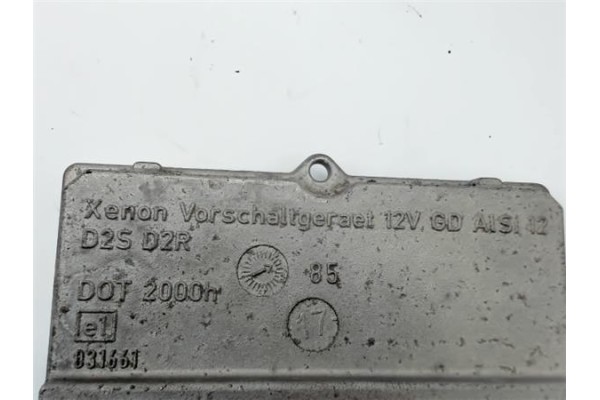 Xenon Vorschaltgeraet 12V GD AlSi 12
D2S D2R
85
DOT 2000h
17
e1
031661